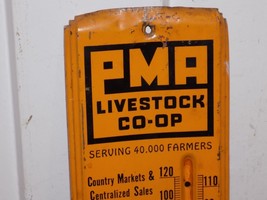 PMA
LIVESTOCK
CO-OP
SERVING 40,000 FARMERS
Country Markets & 120
110
Centralized Sales 100